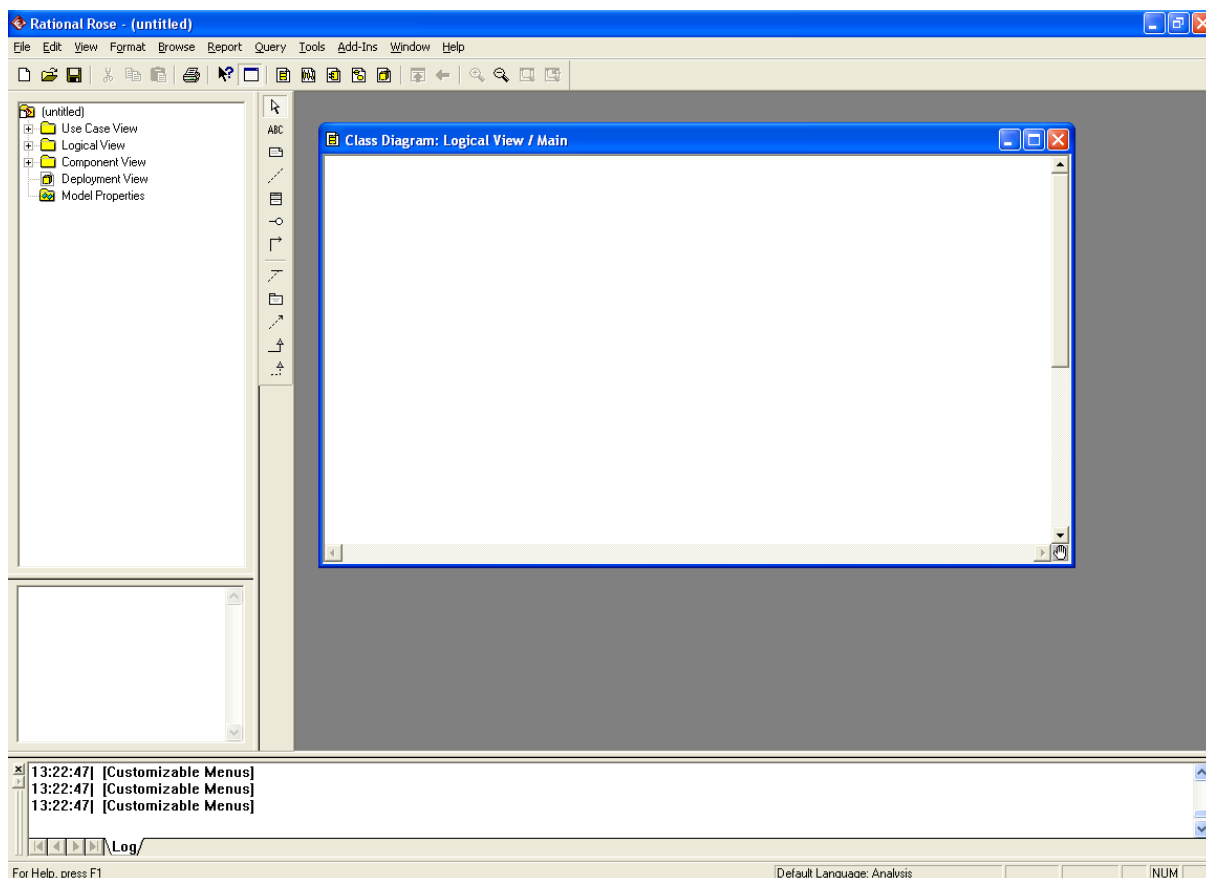 Rational Rose - (untitled)
File Edit View Format Browse Report Query Tools Add-Ins Window Help
(untitled)
Use Case View
Logical View
Component View
Deployment View
Model Properties
ABC
Class Diagram: Logical View / Main
13:22:47| [Customizable Menus]
13:22:47| [Customizable Menus]
13:22:47| [Customizable Menus]
Log
For Help, press F1 Default Language: Analysis NUM